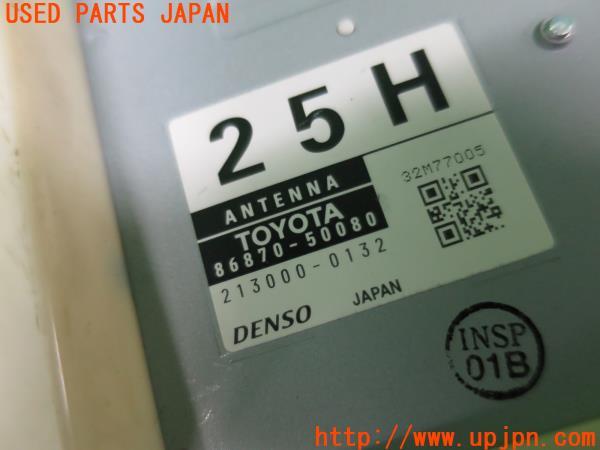 USED PARTS JAPAN
25H
ANTENNA
TOYOTA
86870-50080
213000-0132
32M77005
DENSO JAPAN
INSP
01B
http://www.upjpn.com/